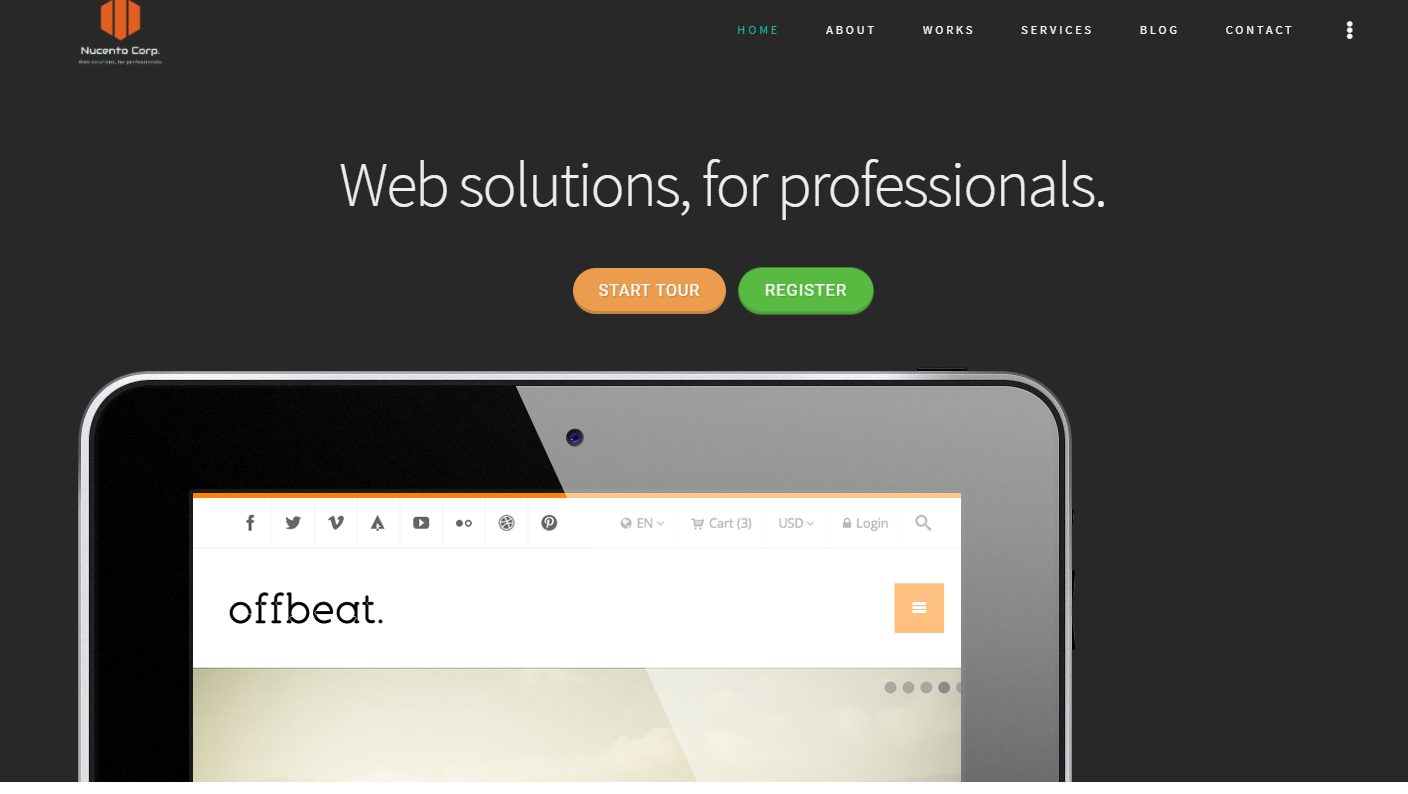 Nucento Corp.
Web solutions, for professionals.
HOME ABOUT WORKS SERVICES BLOG CONTACT
Web solutions, for professionals.
START TOUR REGISTER
EN Cart (3) USD Login
offbeat.